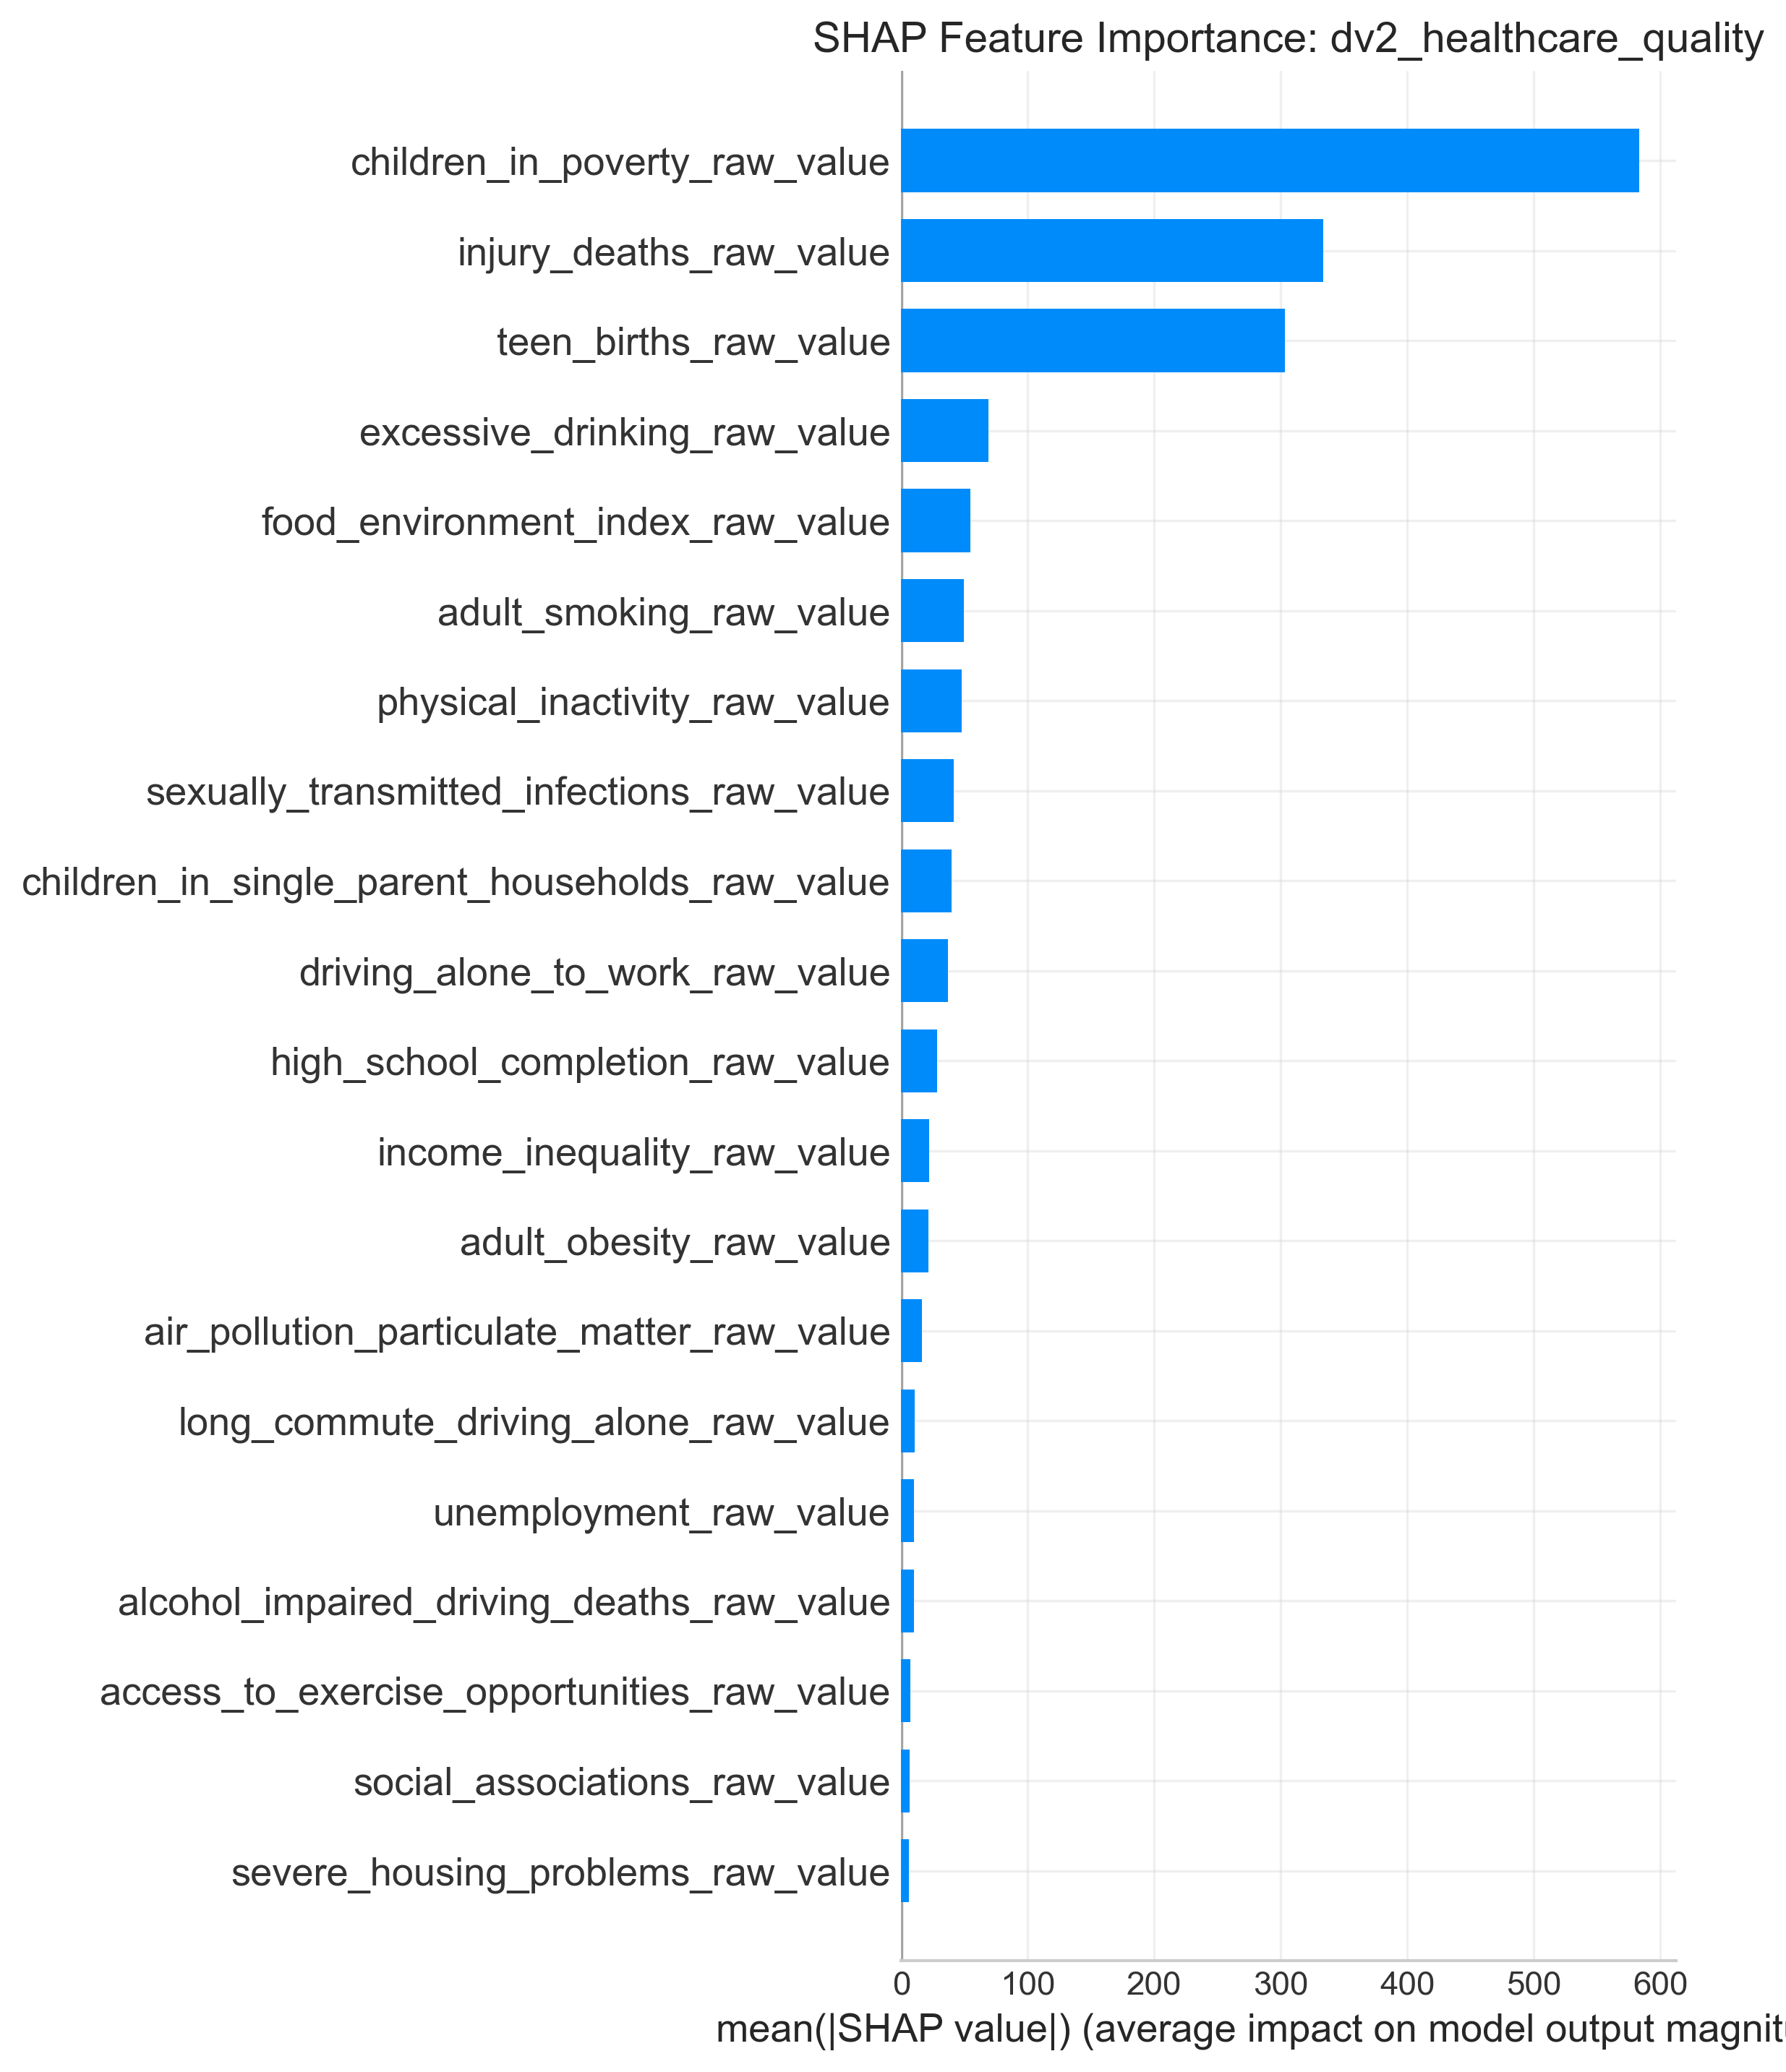 SHAP Feature Importance: dv2_healthcare_quality
children_in_poverty_raw_value
injury_deaths_raw_value
teen_births_raw_value
excessive_drinking_raw_value
food_environment_index_raw_value
adult_smoking_raw_value
physical_inactivity_raw_value
sexually_transmitted_infections_raw_value
children_in_single_parent_households_raw_value
driving_alone_to_work_raw_value
high_school_completion_raw_value
income_inequality_raw_value
adult_obesity_raw_value
air_pollution_particulate_matter_raw_value
long_commute_driving_alone_raw_value
unemployment_raw_value
alcohol_impaired_driving_deaths_raw_value
access_to_exercise_opportunities_raw_value
social_associations_raw_value
severe_housing_problems_raw_value
0 100 200 300 400 500 600
mean(|SHAP value|) (average impact on model output magnit